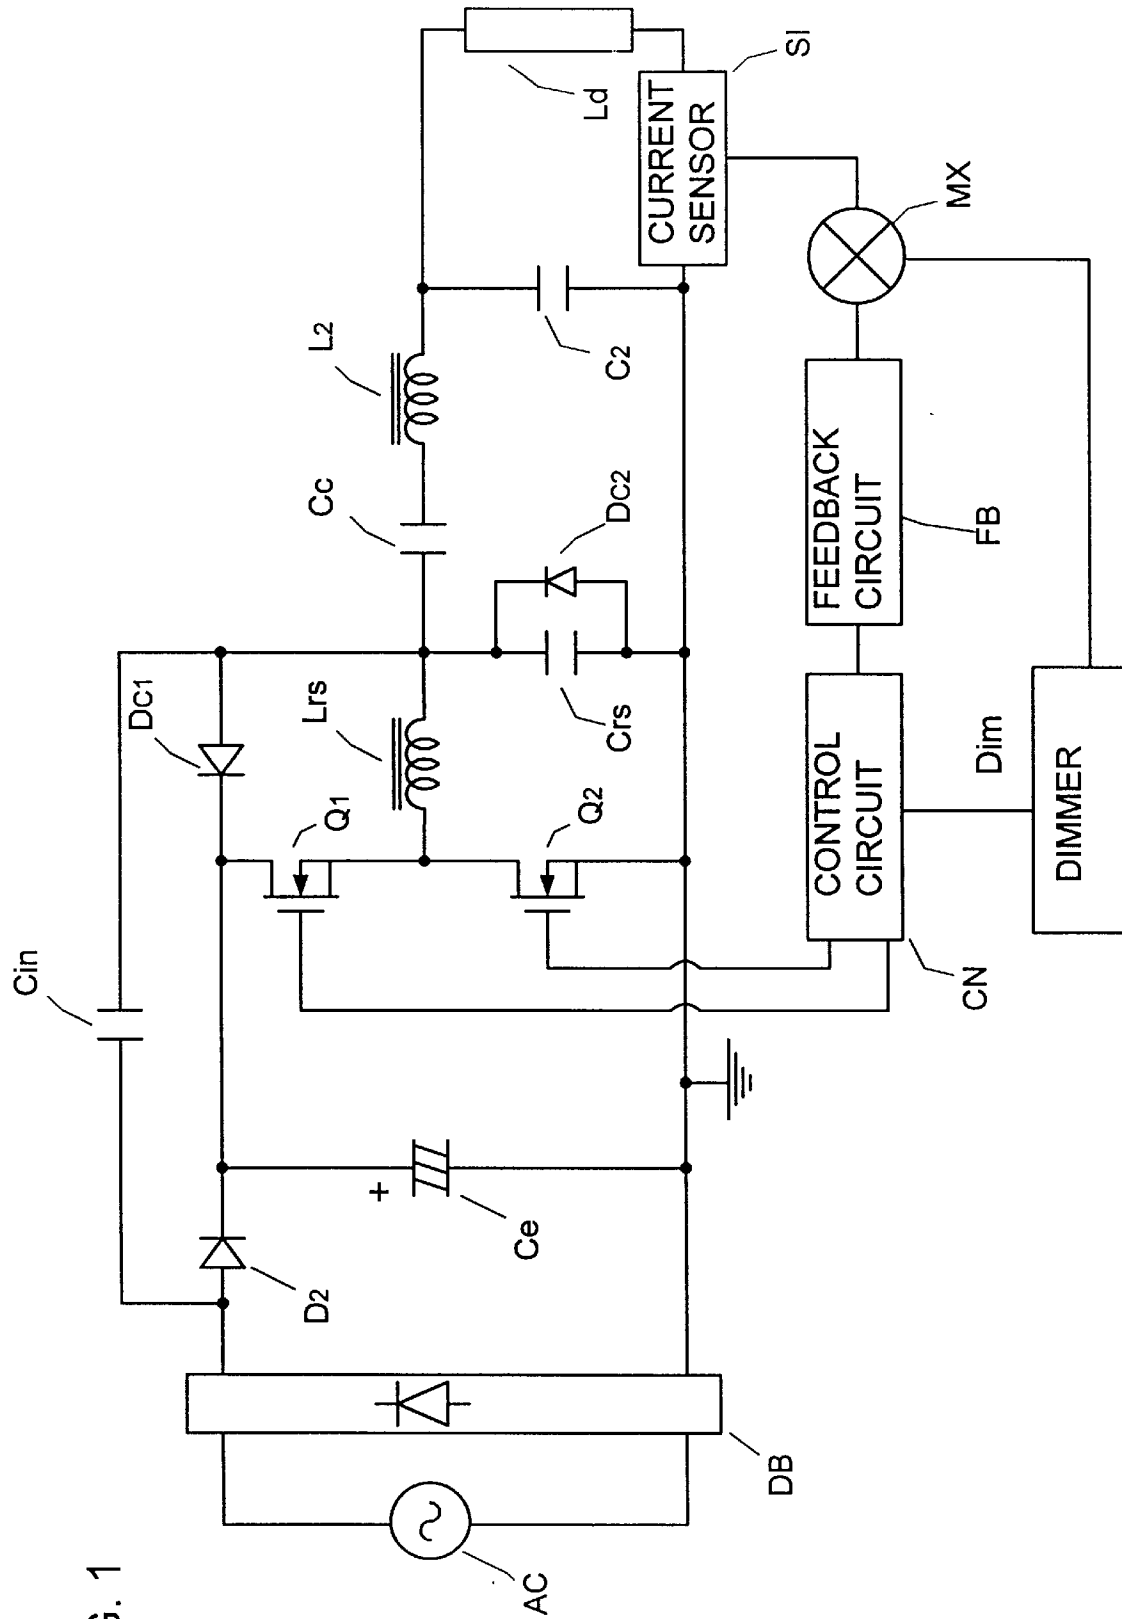 G. 1
Cin
DC1
D2
+
Ce
Q1
Q2
Lrs
Crs
DC2
Cc
L2
C2
Ld
CURRENT
SENSOR
SI
MX
FEEDBACK
CIRCUIT
FB
CONTROL
CIRCUIT
CN
Dim
DIMMER
DB
AC